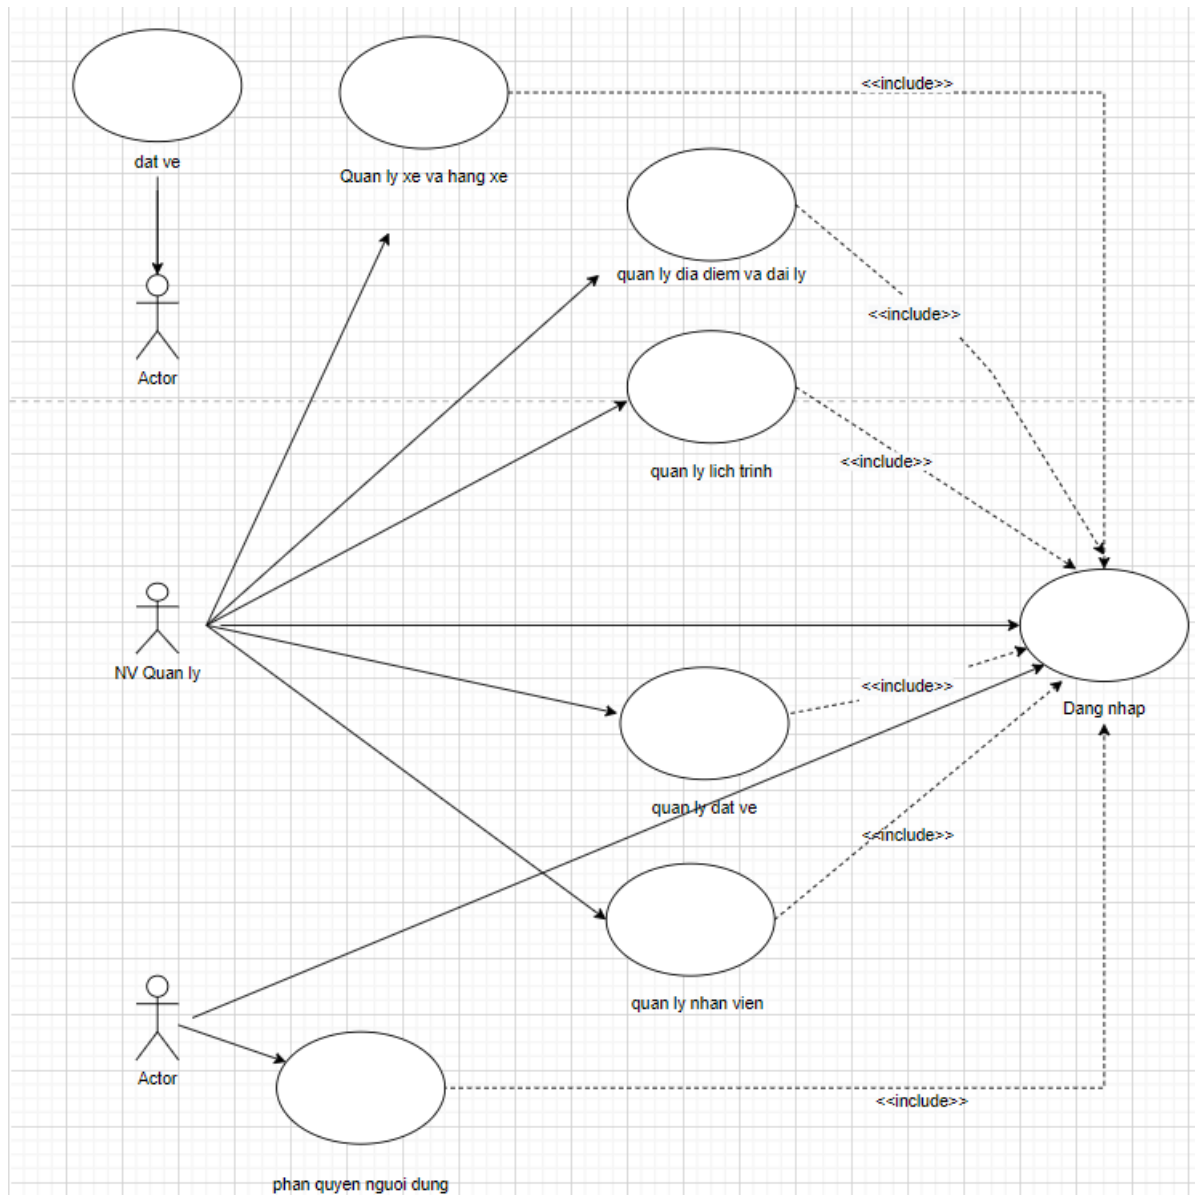 <<include>>
dat ve
Quan ly xe va hang xe
quan ly dia diem va dai ly
<<include>>
Actor
<<include>>
quan ly lich trinh
NV Quan ly
<<include>>
Dang nhap
quan ly dat ve
<<include>>
quan ly nhan vien
Actor
<<include>>
phan quyen nguoi dung